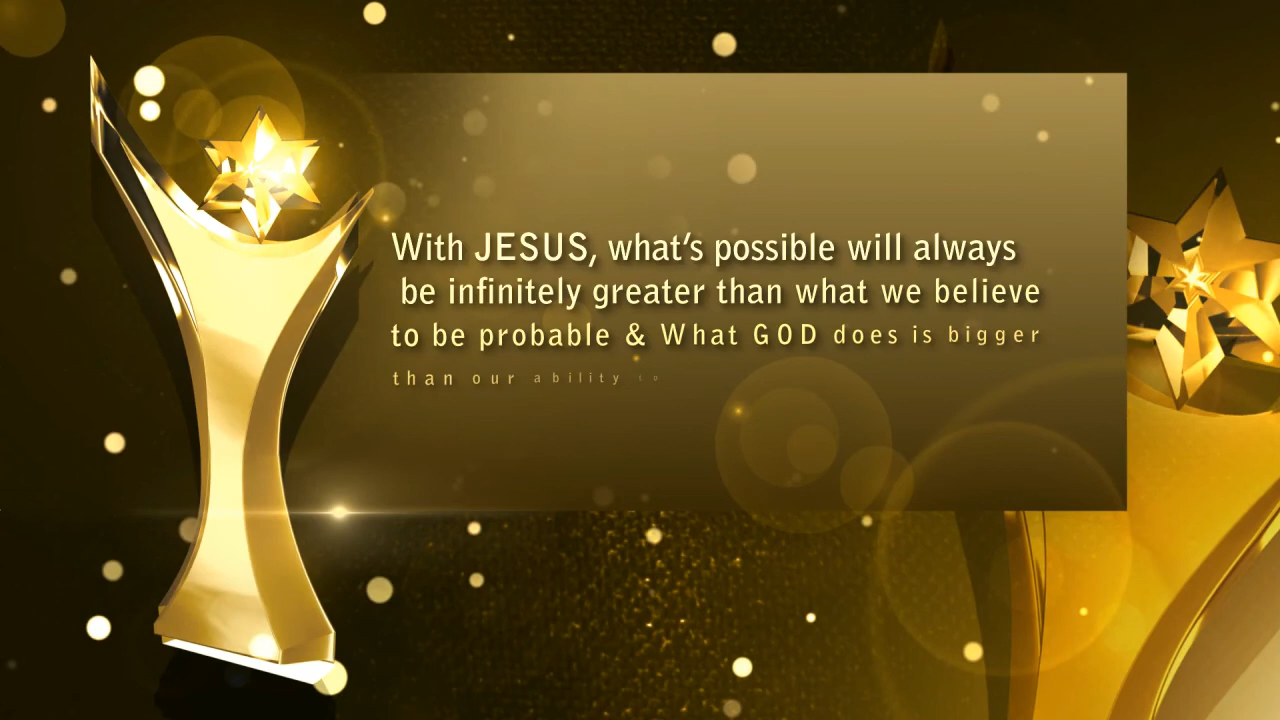 With JESUS, what's possible will always
be infinitely greater than what we believe
to be probable & What GOD does is bigger
than our ability